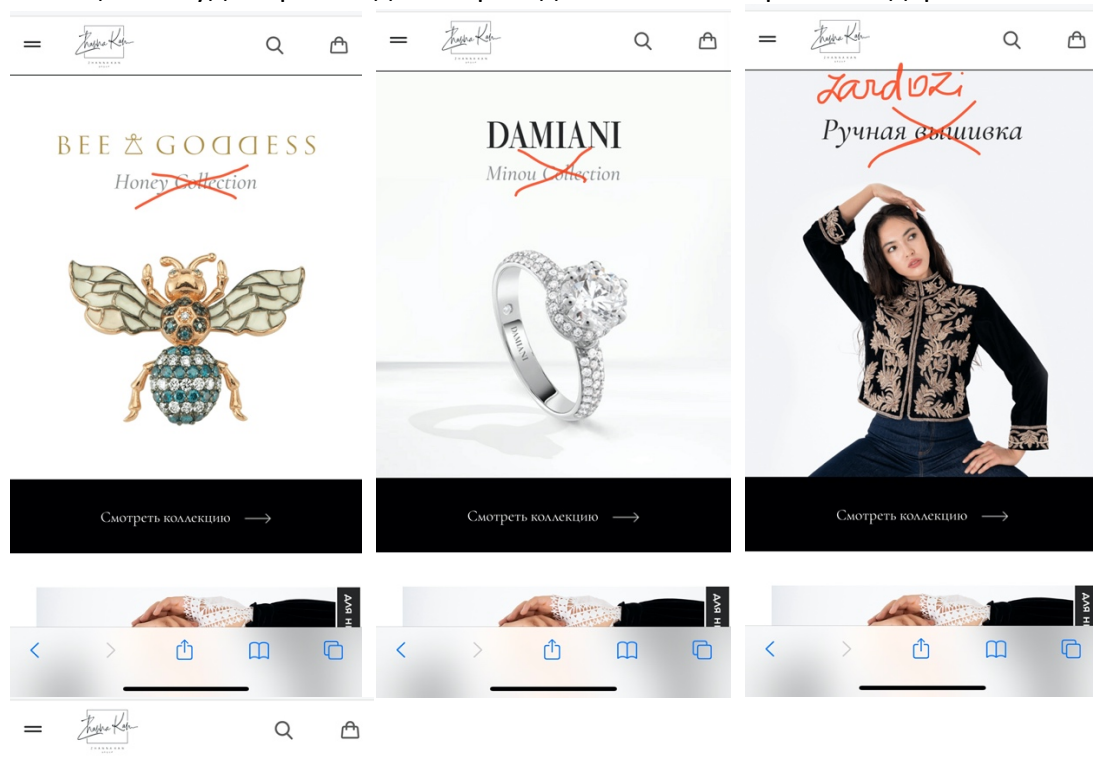 BEE GODDESS
Honey Collection
Смотреть коллекцию
DAMIANI
Minou Collection
DAMIANI
Смотреть коллекцию
zardozi
Ручная вышивка
Смотреть коллекцию